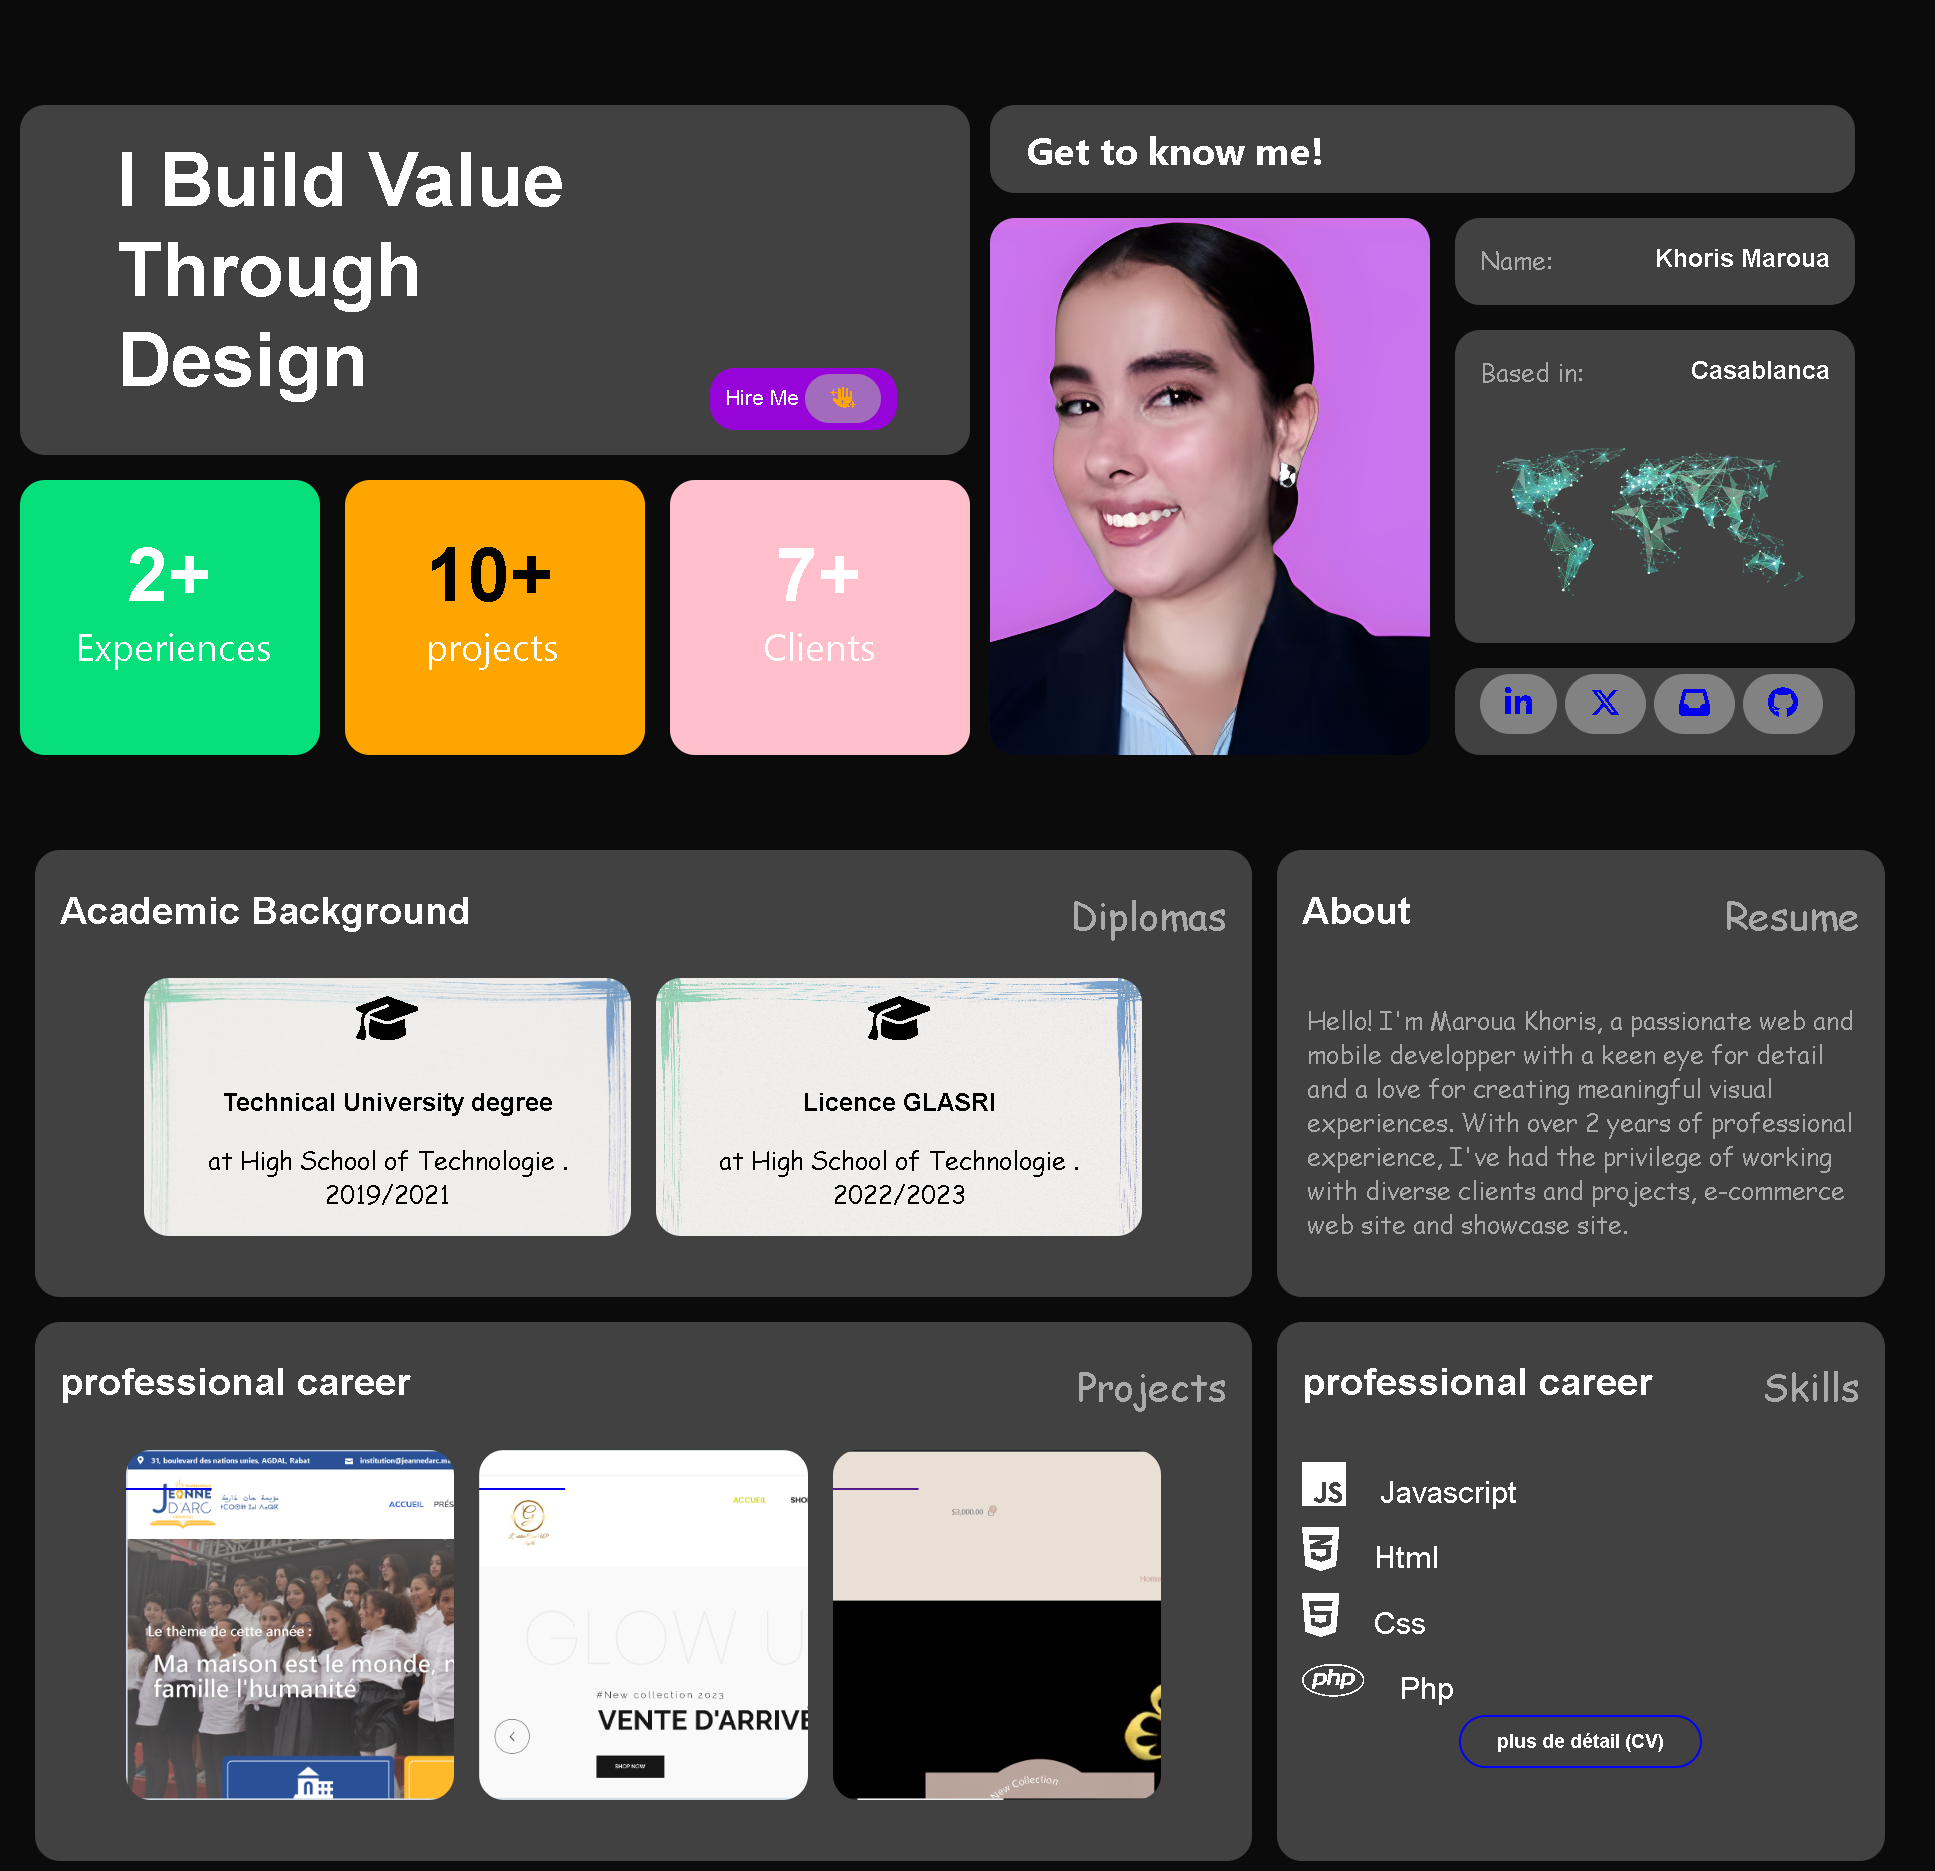 I Build Value
Through
Design
Hire Me
2+
Experiences
10+
projects
7+
Clients
Get to know me!
Name: Khoris Maroua
Based in: Casablanca
in
X
Academic Background Diplomas
Technical University degree
at High School of Technologie .
2019/2021
Licence GLASRI
at High School of Technologie .
2022/2023
About Resume
Hello! I'm Maroua Khoris, a passionate web and
mobile developper with a keen eye for detail
and a love for creating meaningful visual
experiences. With over 2 years of professional
experience, I've had the privilege of working
with diverse clients and projects, e-commerce
web site and showcase site.
professional career Projects
31, boulevard des nations unies, AGDAL, Rabat institution@jeannedarc.ma
JEONNE
D'ARC
ACCUEIL PRÉS
Le thème de cette année :
Ma maison est le monde,
famille l'humanité
ACCUEIL SHO
GLOW U
#New collection 2023
VENTE D'ARRIVÉ
SHOP NOW
$3,000.00
Home
New Collection
professional career Skills
JS Javascript
3 Html
5 Css
php Php
plus de détail (CV)